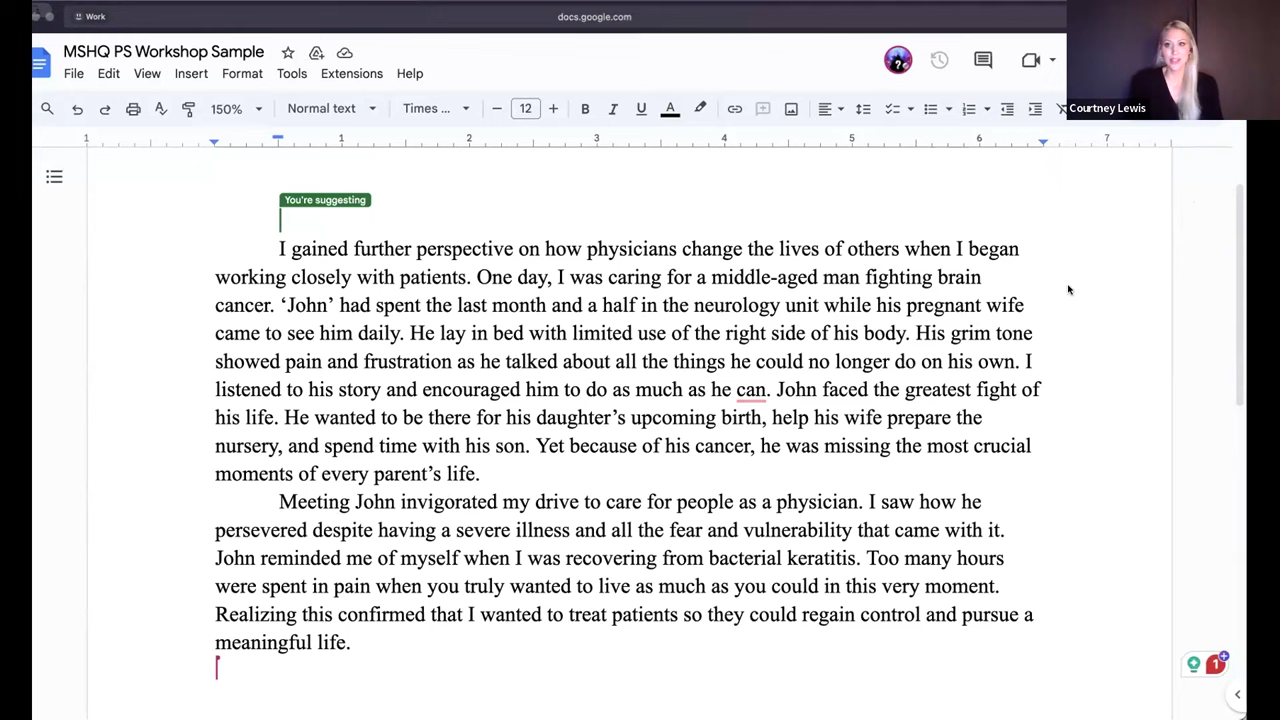 Work
docs.google.com
MSHQ PS Workshop Sample
File Edit View Insert Format Tools Extensions Help
Courtney Lewis
150% Normal text Times ... 12 B I U A
1 1 2 3 4 5 6 7
You're suggesting
I gained further perspective on how physicians change the lives of others when I began
working closely with patients. One day, I was caring for a middle-aged man fighting brain
cancer. ‘John’ had spent the last month and a half in the neurology unit while his pregnant wife
came to see him daily. He lay in bed with limited use of the right side of his body. His grim tone
showed pain and frustration as he talked about all the things he could no longer do on his own. I
listened to his story and encouraged him to do as much as he can. John faced the greatest fight of
his life. He wanted to be there for his daughter’s upcoming birth, help his wife prepare the
nursery, and spend time with his son. Yet because of his cancer, he was missing the most crucial
moments of every parent’s life.
Meeting John invigorated my drive to care for people as a physician. I saw how he
persevered despite having a severe illness and all the fear and vulnerability that came with it.
John reminded me of myself when I was recovering from bacterial keratitis. Too many hours
were spent in pain when you truly wanted to live as much as you could in this very moment.
Realizing this confirmed that I wanted to treat patients so they could regain control and pursue a
meaningful life.
1